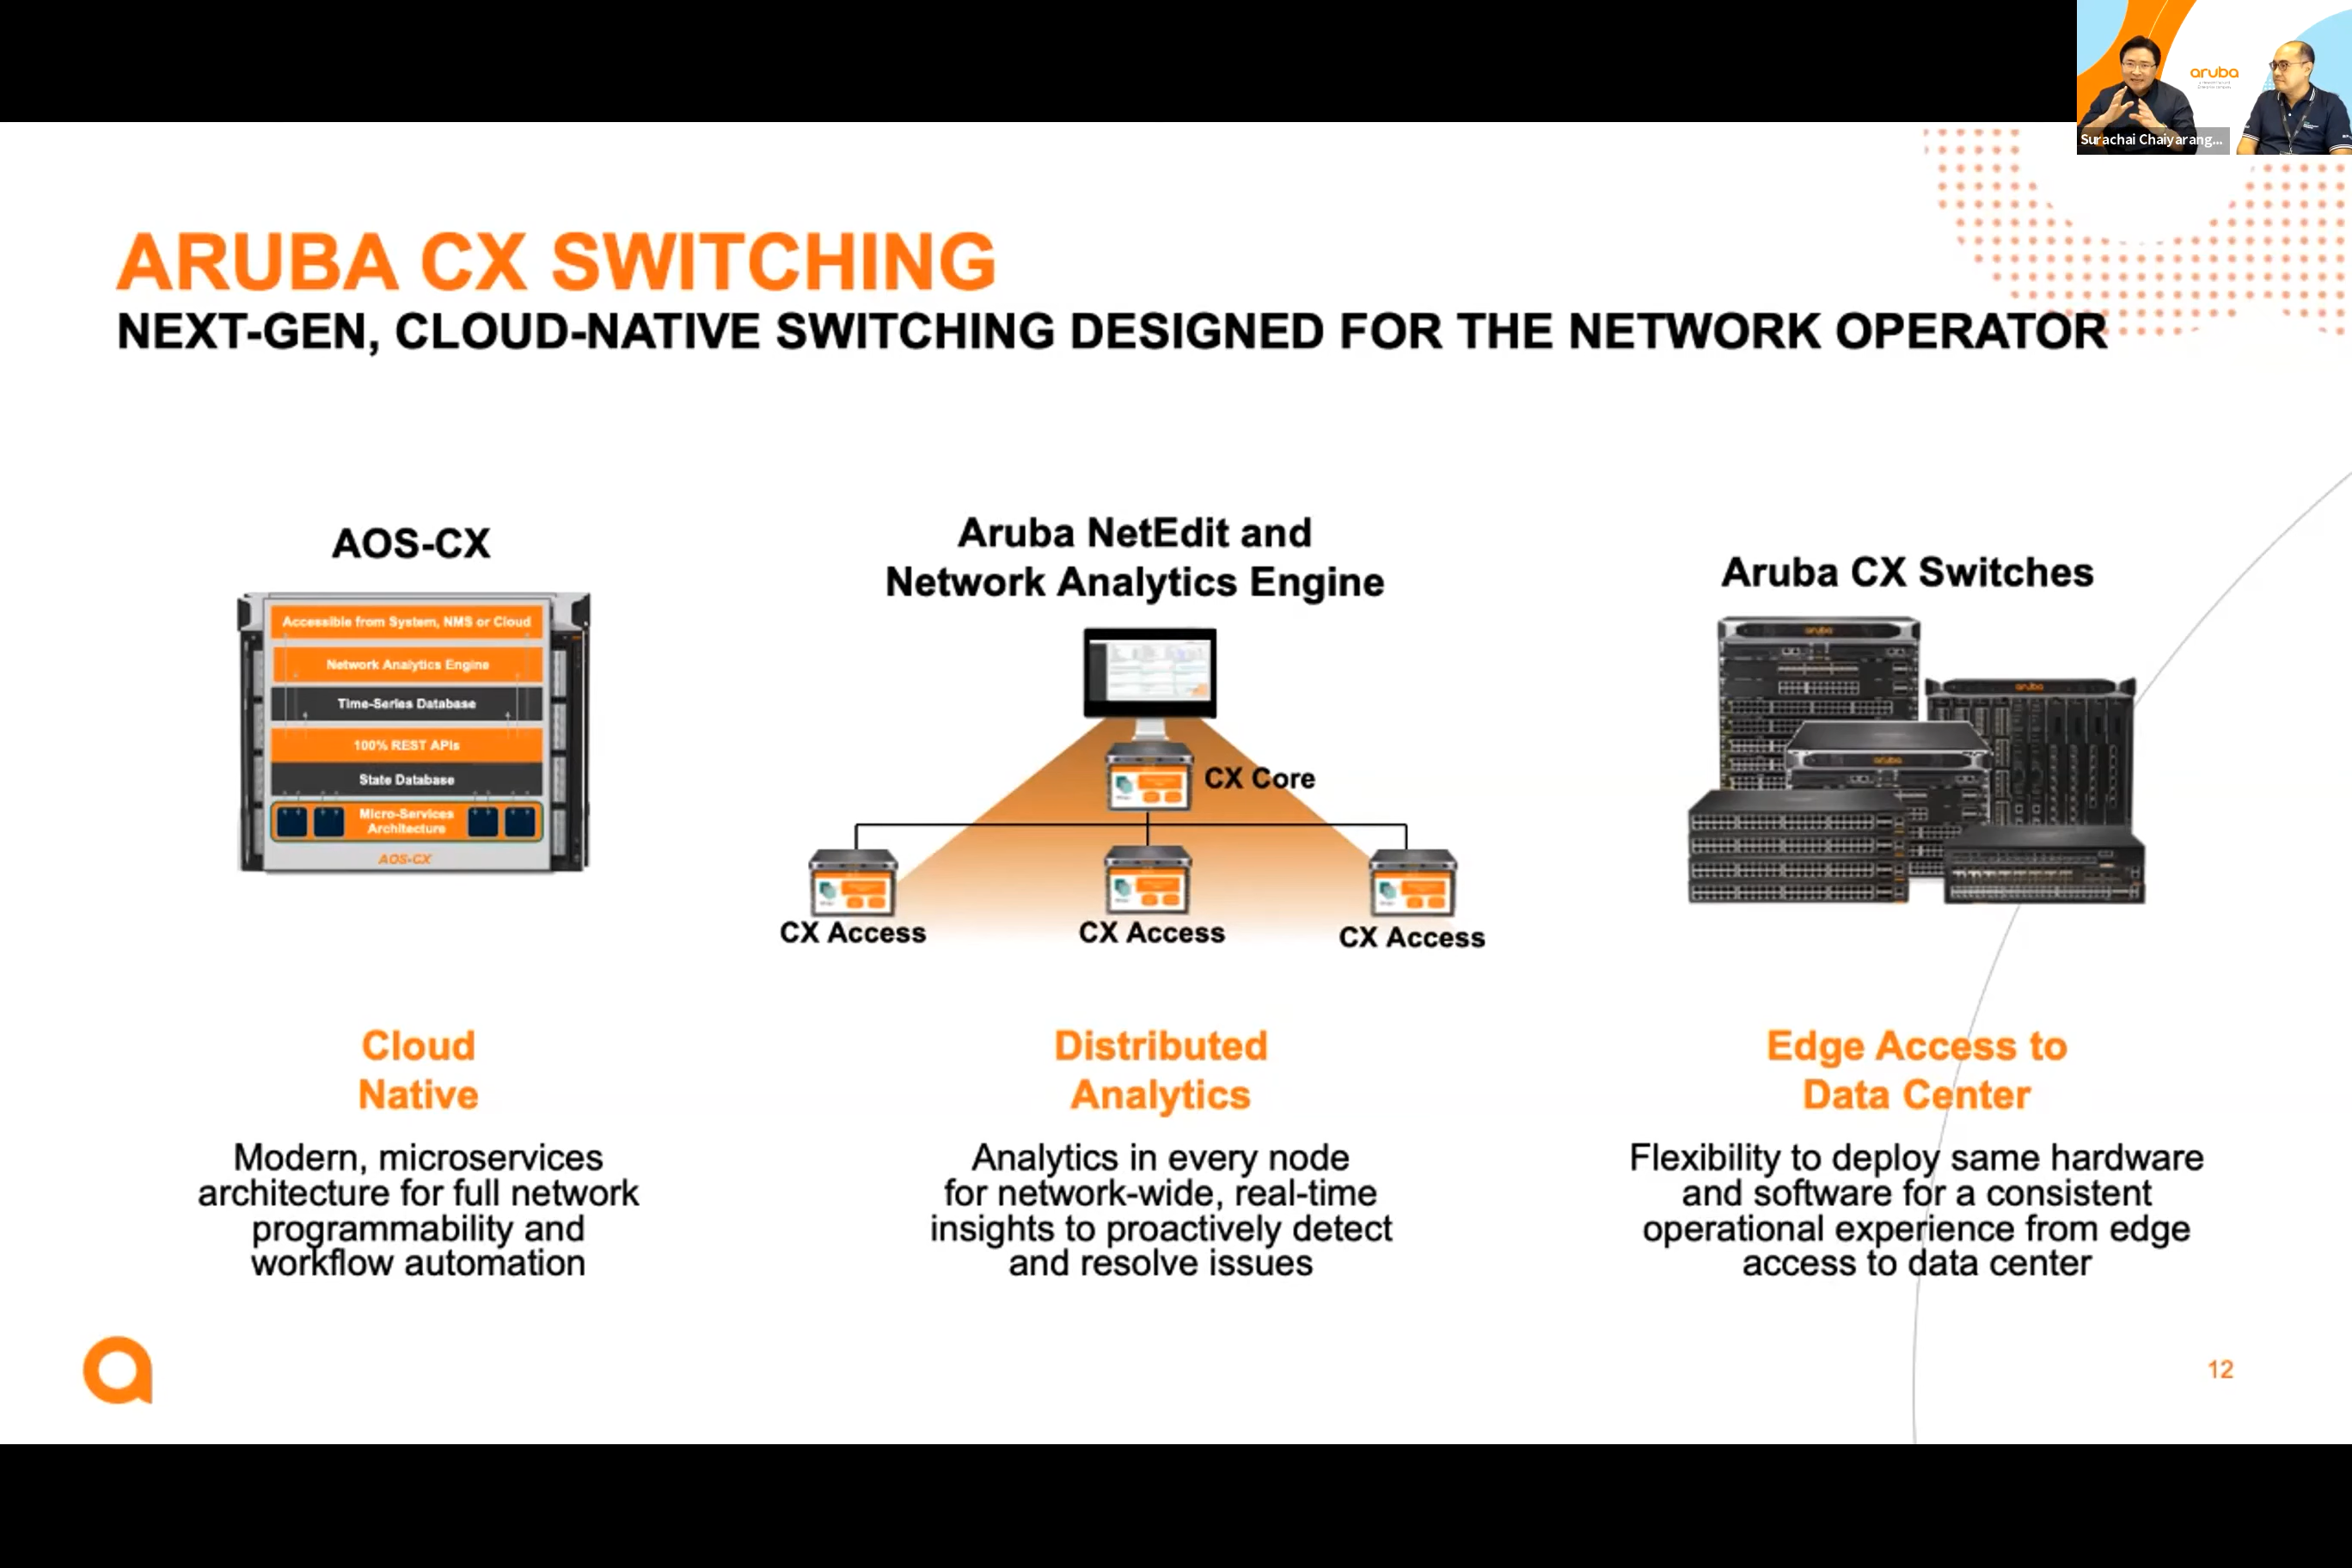 aruba
Surachai Chaiyarang...
ARUBA CX SWITCHING
NEXT-GEN, CLOUD-NATIVE SWITCHING DESIGNED FOR THE NETWORK OPERATOR
AOS-CX
Accessible from System, NMS or Cloud
Network Analytics Engine
Time-Series Database
100% REST APIs
State Database
Micro-Services
Architecture
AOS-CX
Aruba NetEdit and
Network Analytics Engine
CX Core
CX Access
CX Access
CX Access
Aruba CX Switches
aruba
aruba
aruba
Cloud
Native
Modern, microservices
architecture for full network
programmability and
workflow automation
Distributed
Analytics
Analytics in every node
for network-wide, real-time
insights to proactively detect
and resolve issues
Edge Access to
Data Center
Flexibility to deploy same hardware
and software for a consistent
operational experience from edge
access to data center
12